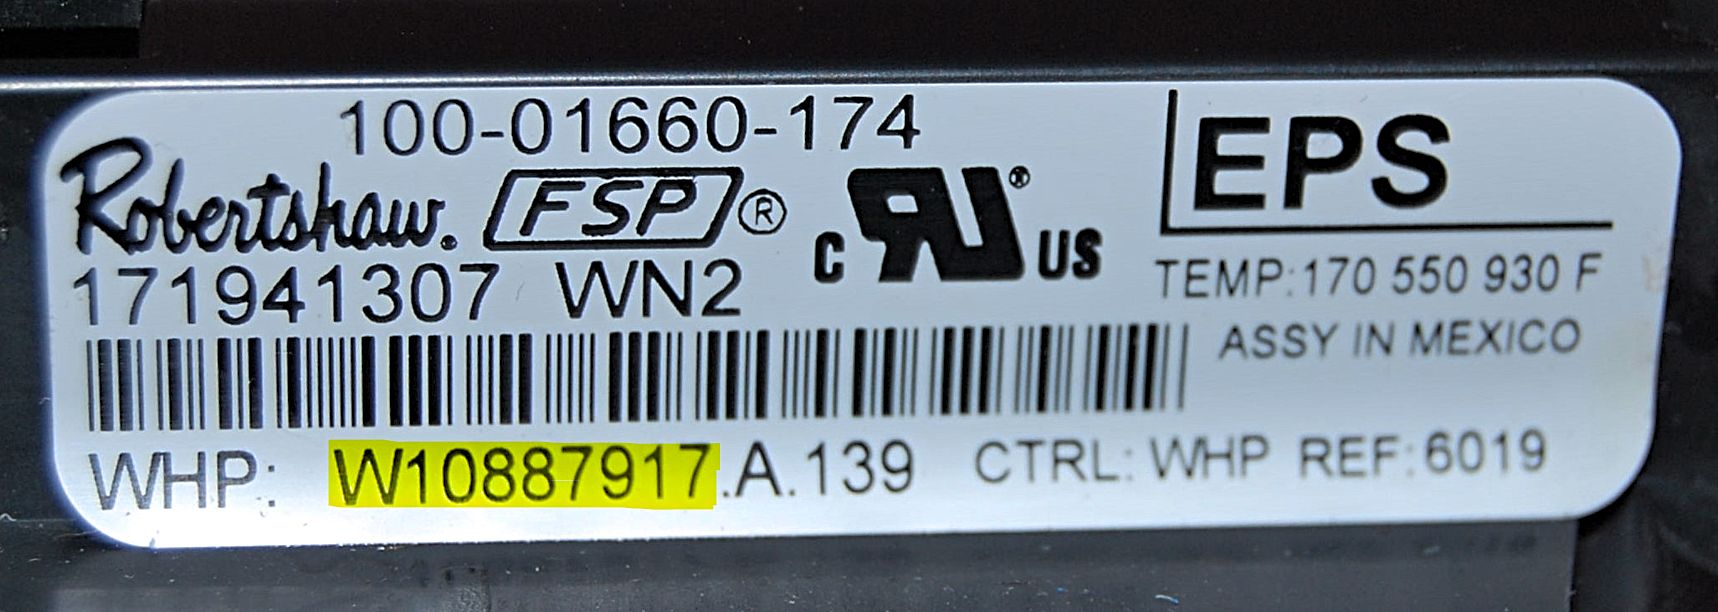 100-01660-174
Robertshaw. FSP®
C RU® US
EPS
171941307 WN2
TEMP:170 550 930 F
ASSY IN MEXICO
WHP: W10887917.A.139 CTRL: WHP REF:6019